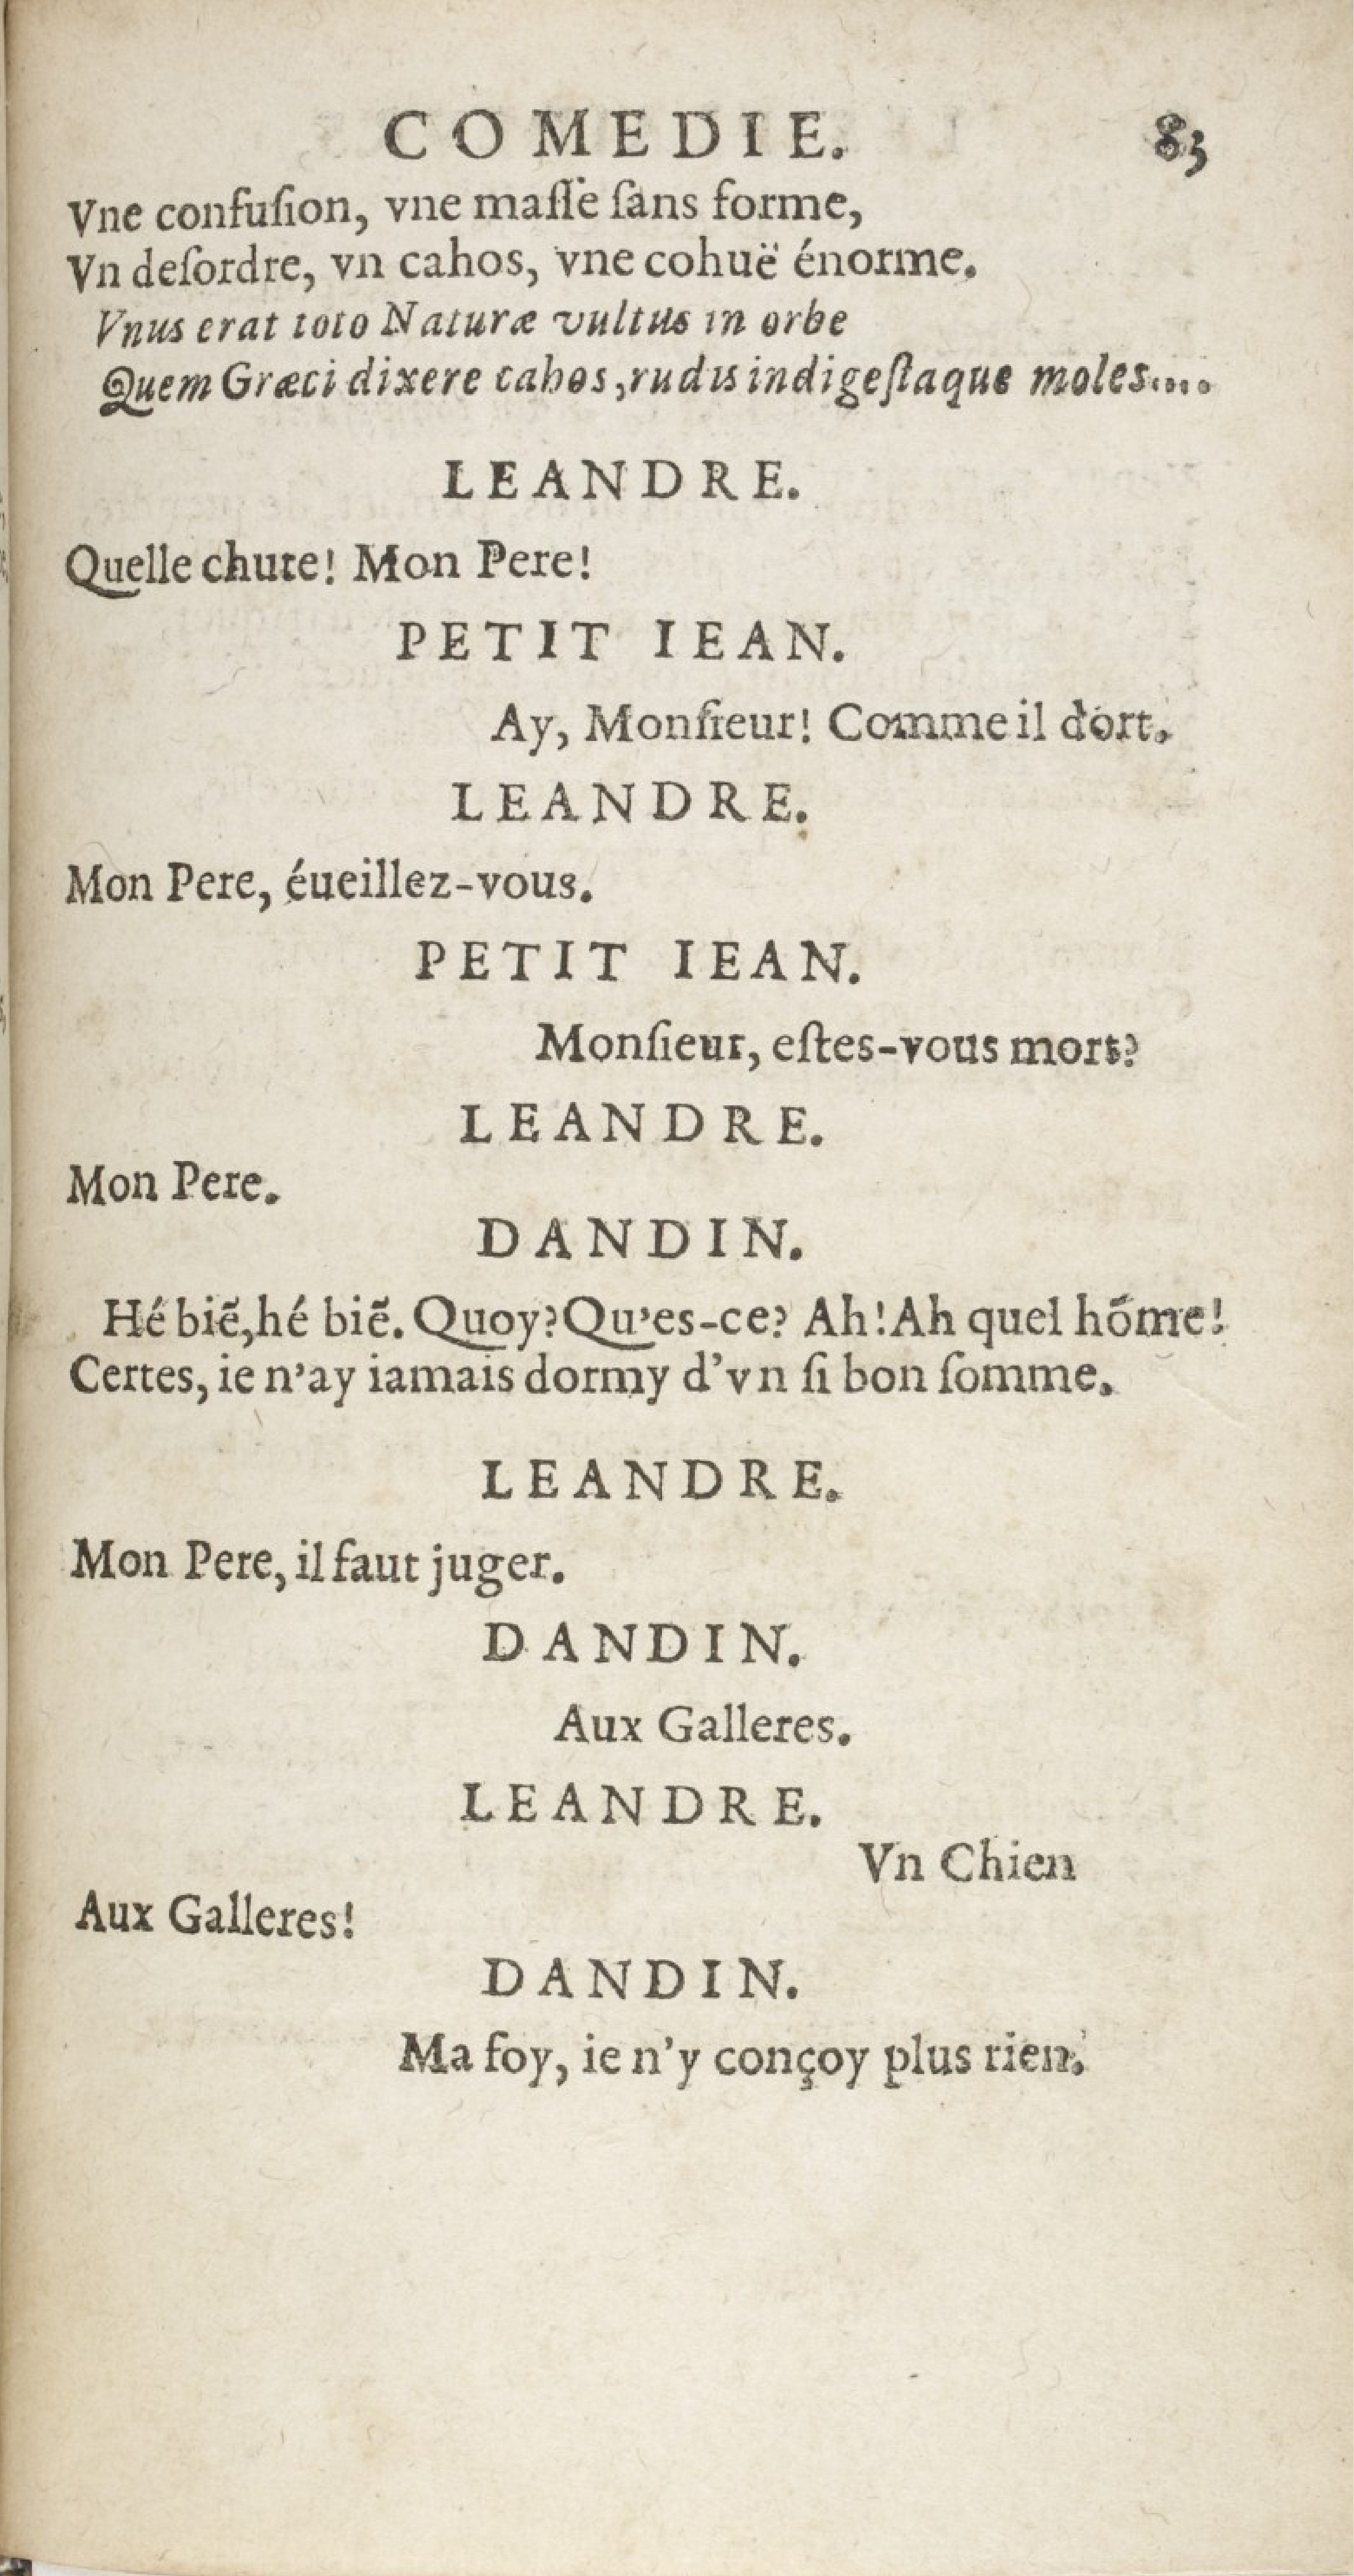 COMEDIE. 83
Vne confuſion, vne maſſe ſans forme,
Vn deſordre, vn cahos, vne cohuë énorme.
Vnus erat toto Naturæ vultus in orbe
Quem Græci dixere cahos, rudis indigeſtaque moles....
LEANDRE.
Quelle chute! Mon Pere!
PETIT IEAN.
Ay, Monſieur! Comme il dort.
LEANDRE.
Mon Pere, éueillez-vous.
PETIT IEAN.
Monſieur, eſtes-vous mort?
LEANDRE.
Mon Pere.
DANDIN.
Hé biẽ, hé biẽ. Quoy? Qu'es-ce? Ah! Ah quel hõme!
Certes, ie n'ay iamais dormy d'vn ſi bon ſomme.
LEANDRE.
Mon Pere, il faut juger.
DANDIN.
Aux Galleres.
LEANDRE.
Vn Chien
Aux Galleres!
DANDIN.
Ma foy, ie n'y conçoy plus rien.